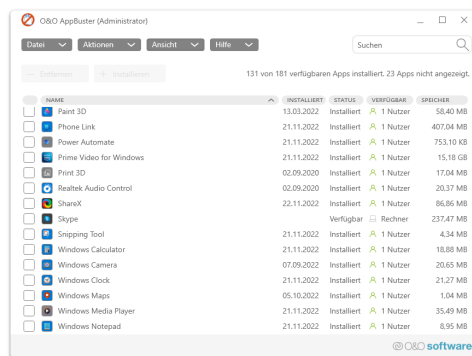 O&O AppBuster (Administrator)
Datei Aktionen Ansicht Hilfe Suchen
Entfernen + Installieren 131 von 181 verfügbaren Apps installiert. 23 Apps nicht angezeigt.
NAME INSTALLIERT STATUS VERFÜGBAR SPEICHER
Paint 3D 13.03.2022 Installiert 1 Nutzer 58,40 MB
Phone Link 21.11.2022 Installiert 1 Nutzer 407,04 MB
Power Automate 21.11.2022 Installiert 1 Nutzer 753,10 KB
Prime Video for Windows 21.11.2022 Installiert 1 Nutzer 15,18 GB
Print 3D 02.09.2020 Installiert 1 Nutzer 17,04 MB
Realtek Audio Control 02.09.2020 Installiert 1 Nutzer 20,37 MB
ShareX 22.11.2022 Installiert 1 Nutzer 86,86 MB
Skype Verfügbar Rechner 237,47 MB
Snipping Tool 21.11.2022 Installiert 1 Nutzer 4,34 MB
Windows Calculator 21.11.2022 Installiert 1 Nutzer 18,88 MB
Windows Camera 07.09.2022 Installiert 1 Nutzer 20,65 MB
Windows Clock 21.11.2022 Installiert 1 Nutzer 21,27 MB
Windows Maps 05.10.2022 Installiert 1 Nutzer 1,04 MB
Windows Media Player 21.11.2022 Installiert 1 Nutzer 35,49 MB
Windows Notepad 21.11.2022 Installiert 1 Nutzer 8,95 MB
O&O software